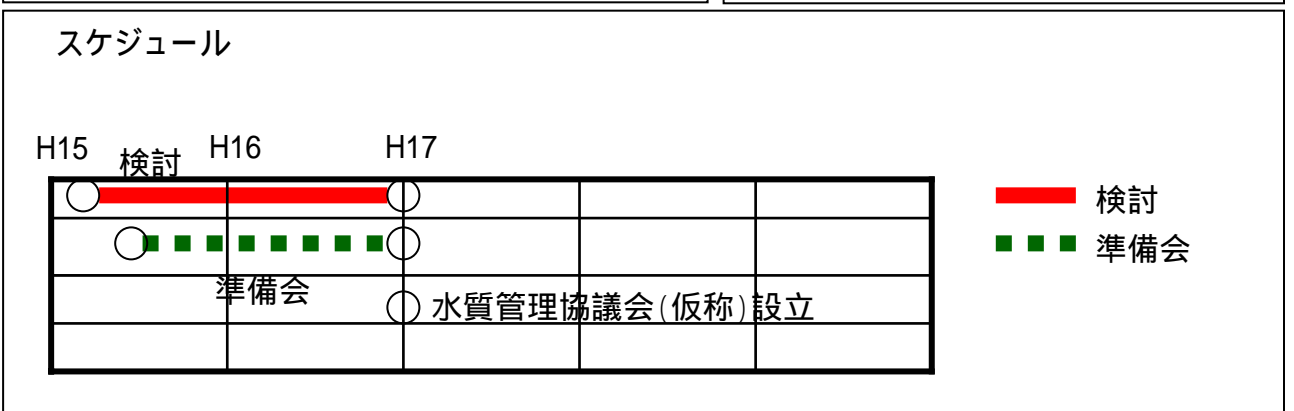 スケジュール
H15 検討 H16 H17
検討
準備会
準備会
水質管理協議会(仮称)設立